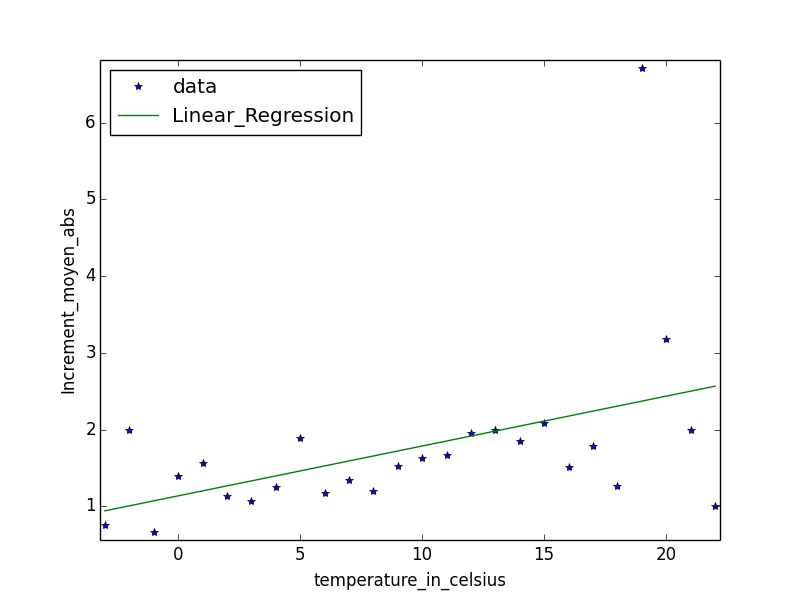 data
Linear_Regression
6
5
4
3
2
1
Increment_moyen_abs
0 5 10 15 20
temperature_in_celsius